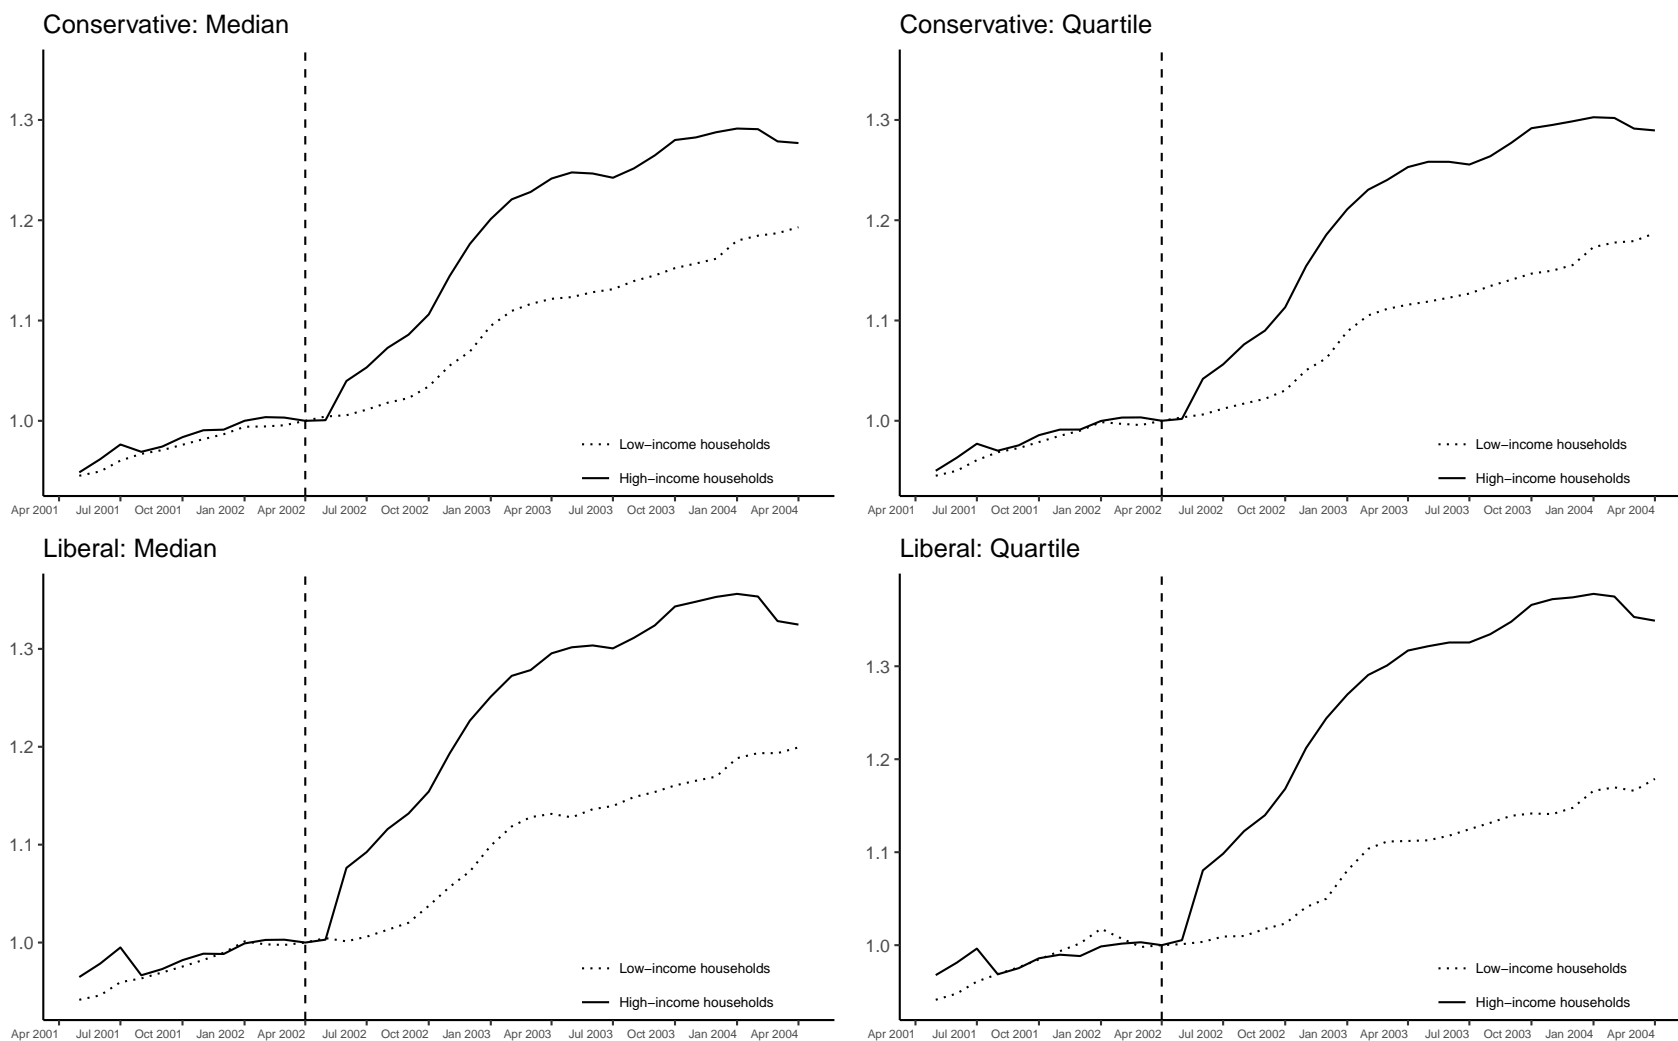 Conservative: Median
1.3
1.2
1.1
1.0
Low−income households
High−income households
Apr 2001 Jul 2001 Oct 2001 Jan 2002 Apr 2002 Jul 2002 Oct 2002 Jan 2003 Apr 2003 Jul 2003 Oct 2003 Jan 2004 Apr 2004
Conservative: Quartile
1.3
1.2
1.1
1.0
Low−income households
High−income households
Apr 2001 Jul 2001 Oct 2001 Jan 2002 Apr 2002 Jul 2002 Oct 2002 Jan 2003 Apr 2003 Jul 2003 Oct 2003 Jan 2004 Apr 2004
Liberal: Median
1.3
1.2
1.1
1.0
Low−income households
High−income households
Apr 2001 Jul 2001 Oct 2001 Jan 2002 Apr 2002 Jul 2002 Oct 2002 Jan 2003 Apr 2003 Jul 2003 Oct 2003 Jan 2004 Apr 2004
Liberal: Quartile
1.3
1.2
1.1
1.0
Low−income households
High−income households
Apr 2001 Jul 2001 Oct 2001 Jan 2002 Apr 2002 Jul 2002 Oct 2002 Jan 2003 Apr 2003 Jul 2003 Oct 2003 Jan 2004 Apr 2004